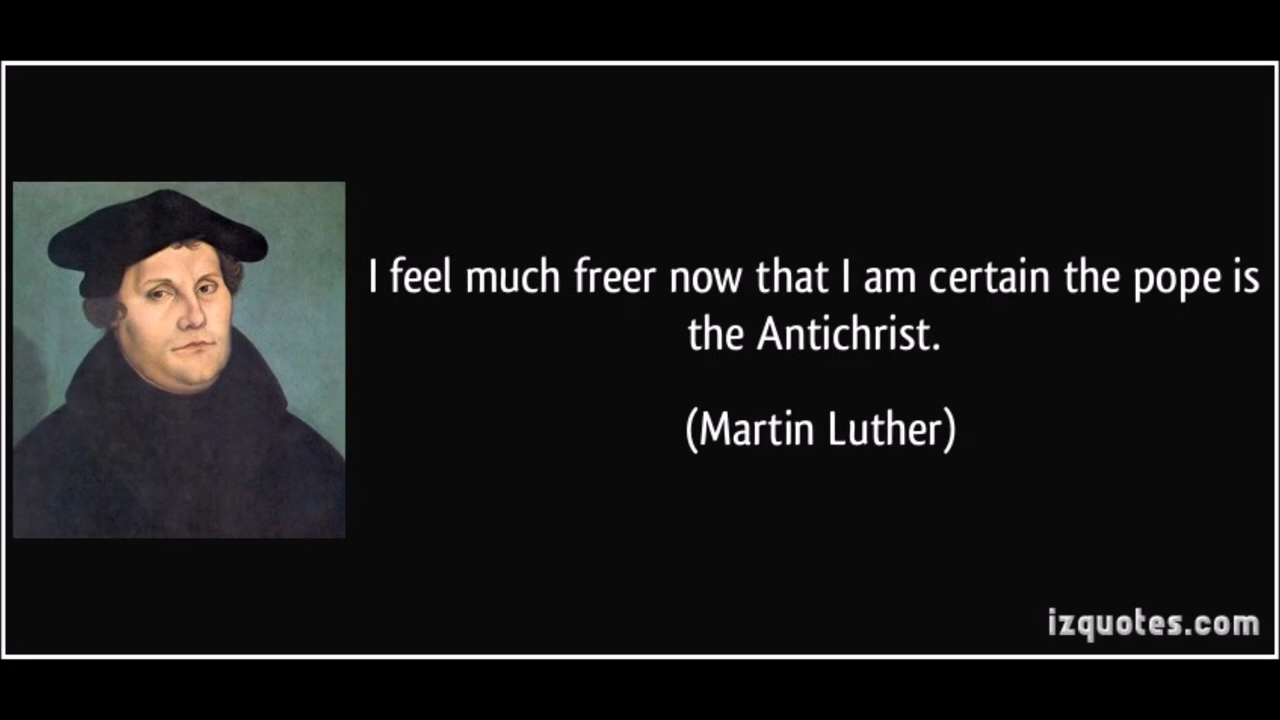 I feel much freer now that I am certain the pope is
the Antichrist.
(Martin Luther)
izquotes.com